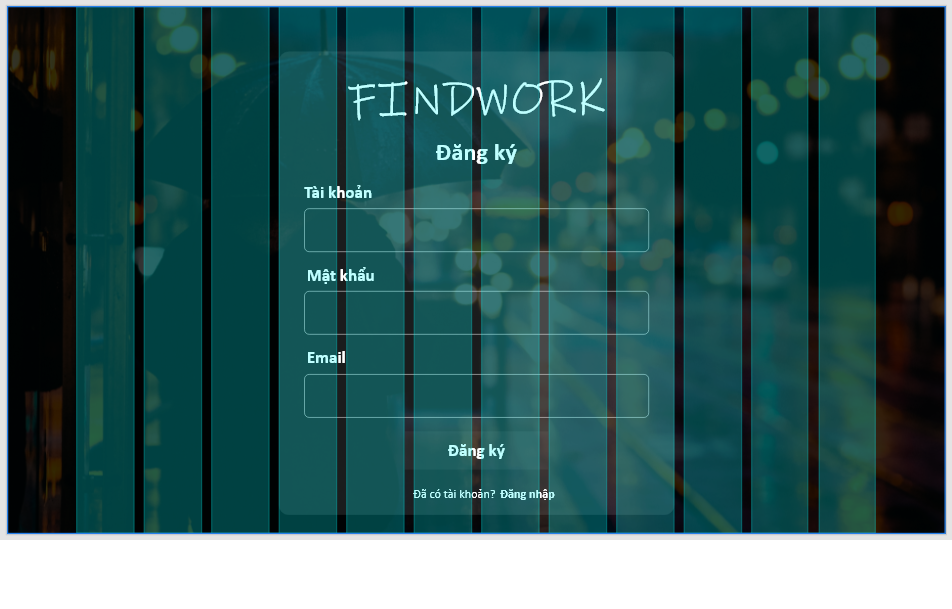 FINDWORK
Đăng ký
Tài khoản
Mật khẩu
Email
Đăng ký
Đã có tài khoản? Đăng nhập